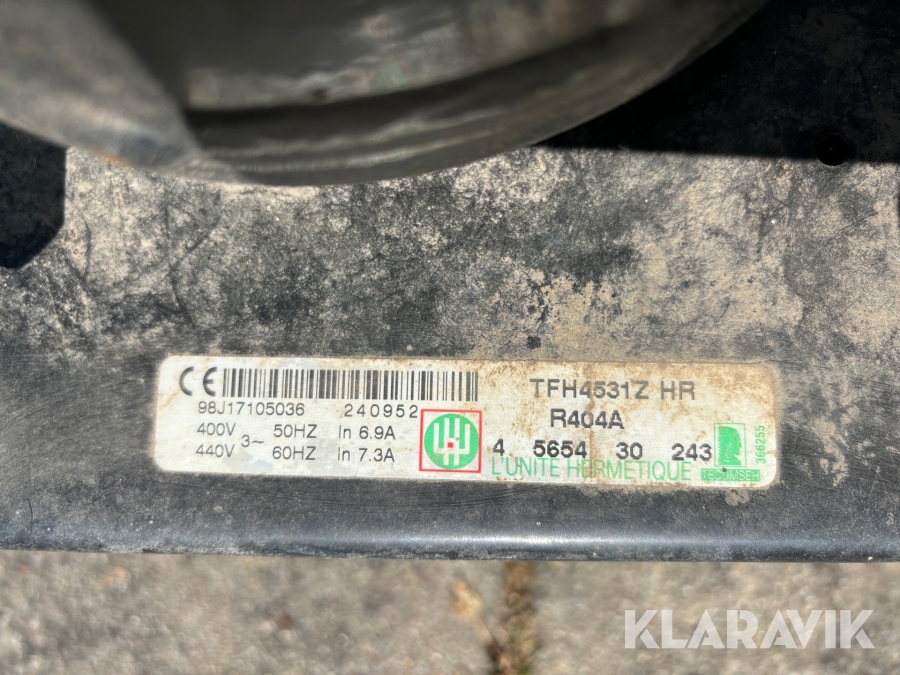 CE
TFH4531Z HR
98J17105036 240952
R404A
400V 50HZ In 6.9A
3~
440V 60HZ In 7.3A
4 5654 30 243
L'UNITE HERMETIQUE
TECUMSEH
366255
KLARAVIK